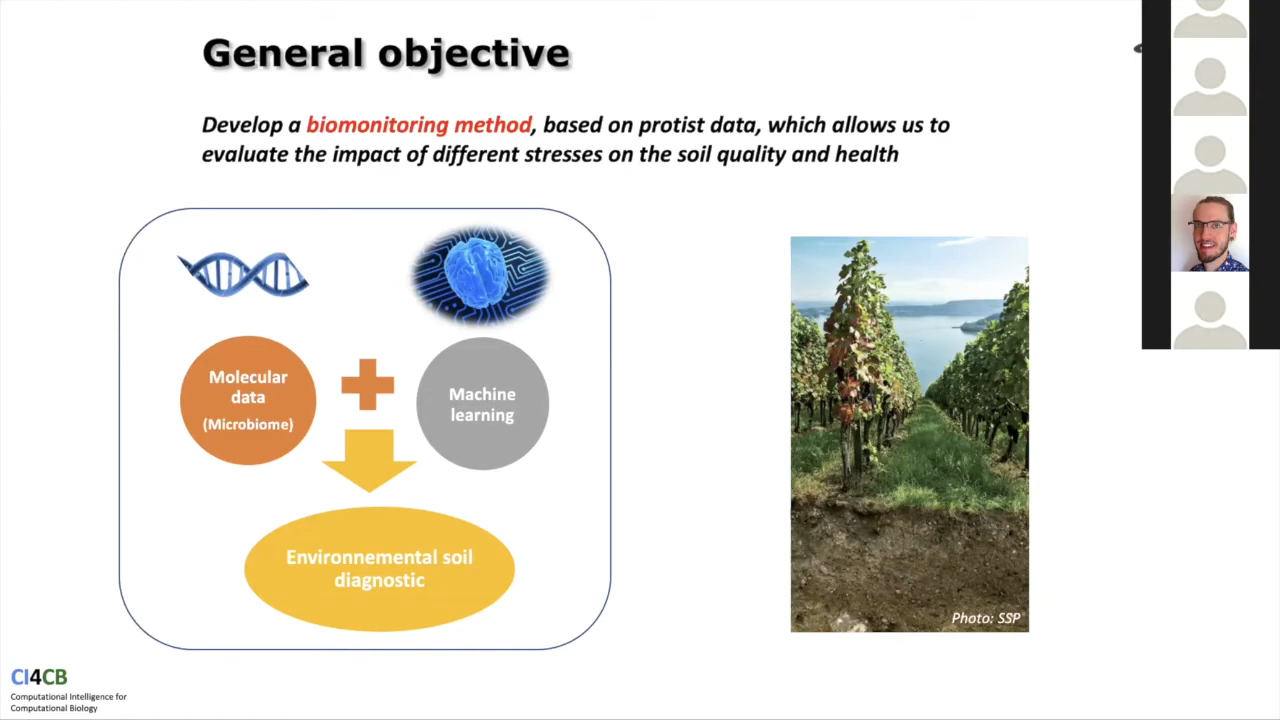 General objective
Develop a biomonitoring method, based on protist data, which allows us to
evaluate the impact of different stresses on the soil quality and health
Molecular
data
(Microbiome)
Machine
learning
Environnemental soil
diagnostic
Photo: SSP
CI4CB
Computational Intelligence for
Computational Biology